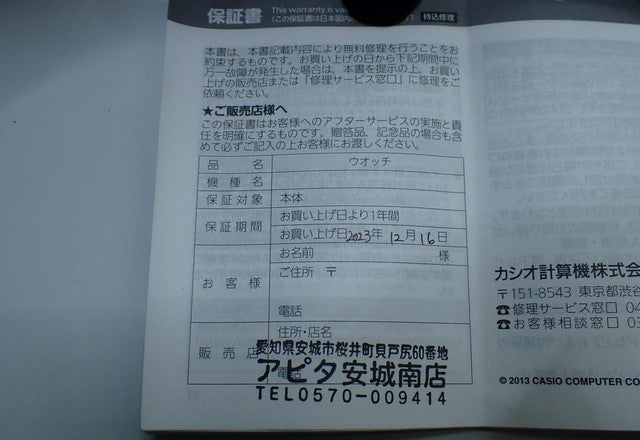 保証書
This warranty is va
(この保証書は日本国内
持込修理
本書は、本書記載内容により無料修理を行うことをお
約束するものです。お買い上げの日から下記期間中に
万一故障が発生した場合は、本書を提示の上、お買い
上げの販売店または「修理サービス窓口」に修理をご
依頼ください。
★ご販売店様へ
この保証書はお客様へのアフターサービスの実施と責
任を明確にするものです。贈答品、記念品の場合も含
めて必ずご記入の上お客様にお渡しください。
品名 ウオッチ
機種名
保証対象 本体
保証期間 お買い上げ日より1年間
お買い上げ日2023年 12月 16日
お客様 お名前 様
ご住所 〒
電話
販売店 住所・店名
愛知県安城市桜井町貝戸尻60番地
アピタ安城南店
電話
TEL0570-009414
カシオ計算機株式
〒151-8543 東京都渋谷
☎修理サービス窓口 04
☎お客様相談窓口 03
© 2013 CASIO COMPUTER CO